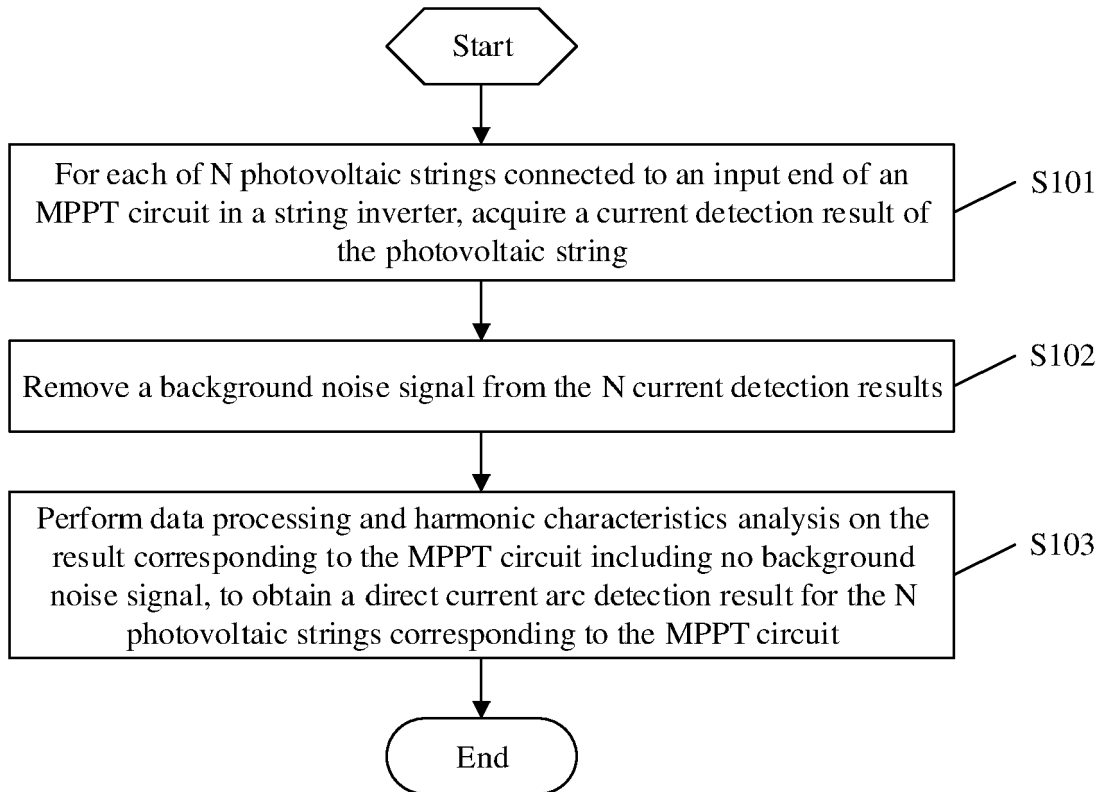 Start
For each of N photovoltaic strings connected to an input end of an
MPPT circuit in a string inverter, acquire a current detection result of
the photovoltaic string
S101
Remove a background noise signal from the N current detection results
S102
Perform data processing and harmonic characteristics analysis on the
result corresponding to the MPPT circuit including no background
noise signal, to obtain a direct current arc detection result for the N
photovoltaic strings corresponding to the MPPT circuit
S103
End